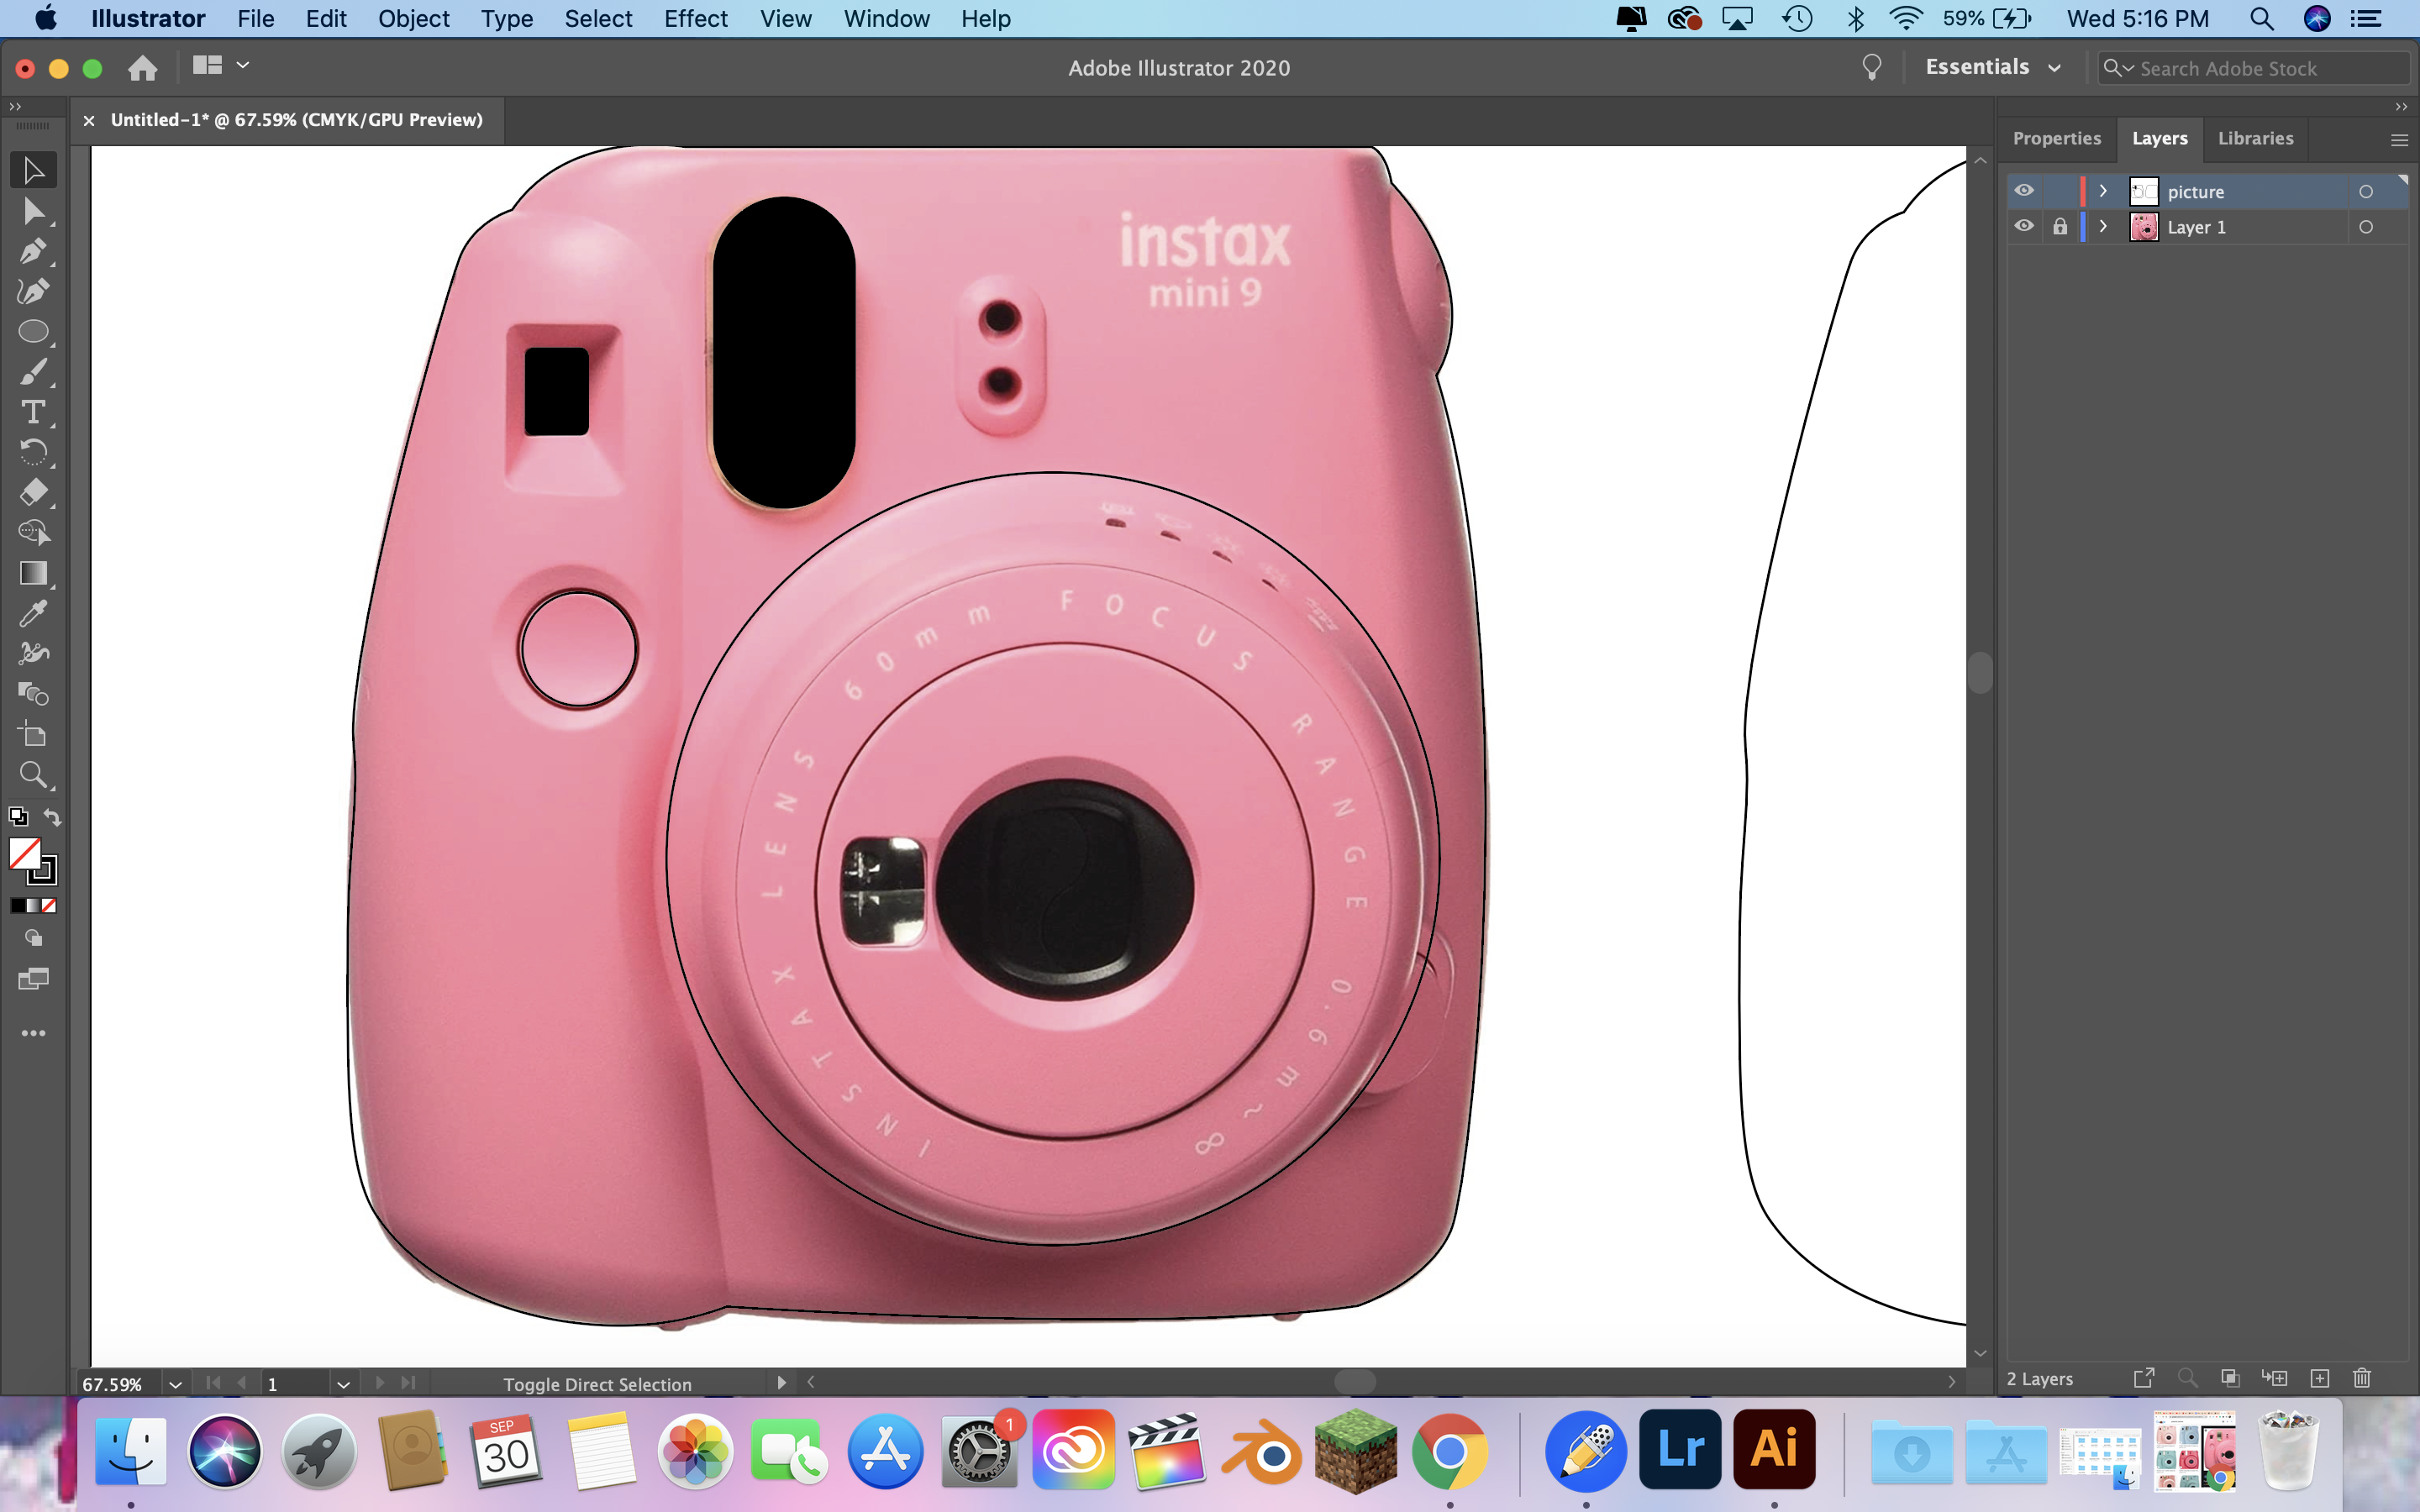 Illustrator File Edit Object Type Select Effect View Window Help 59% Wed 5:16 PM
Adobe Illustrator 2020
Essentials
Search Adobe Stock
Untitled-1* @ 67.59% (CMYK/GPU Preview)
Properties Layers Libraries
picture
Layer 1
instax
mini 9
INSTAX LENS 60mm FOCUS RANGE 0.6m~∞
2 Layers
67.59% 1 Toggle Direct Selection
SEP
30
1
Lr
Ai